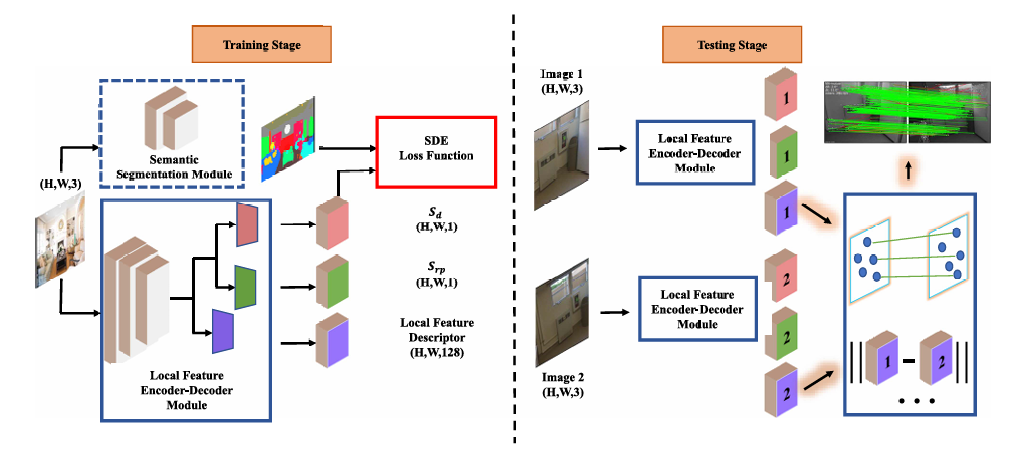 Training Stage
Semantic
Segmentation Module
(H,W,3)
SDE
Loss Function
S_d
(H,W,1)
S_rp
(H,W,1)
Local Feature
Descriptor
(H,W,128)
Local Feature
Encoder-Decoder
Module
Testing Stage
Image 1
(H,W,3)
Local Feature
Encoder-Decoder
Module
1
1
1
Local Feature
Encoder-Decoder
Module
Image 2
(H,W,3)
2
2
2
|| 1 - 2 ||
• • •